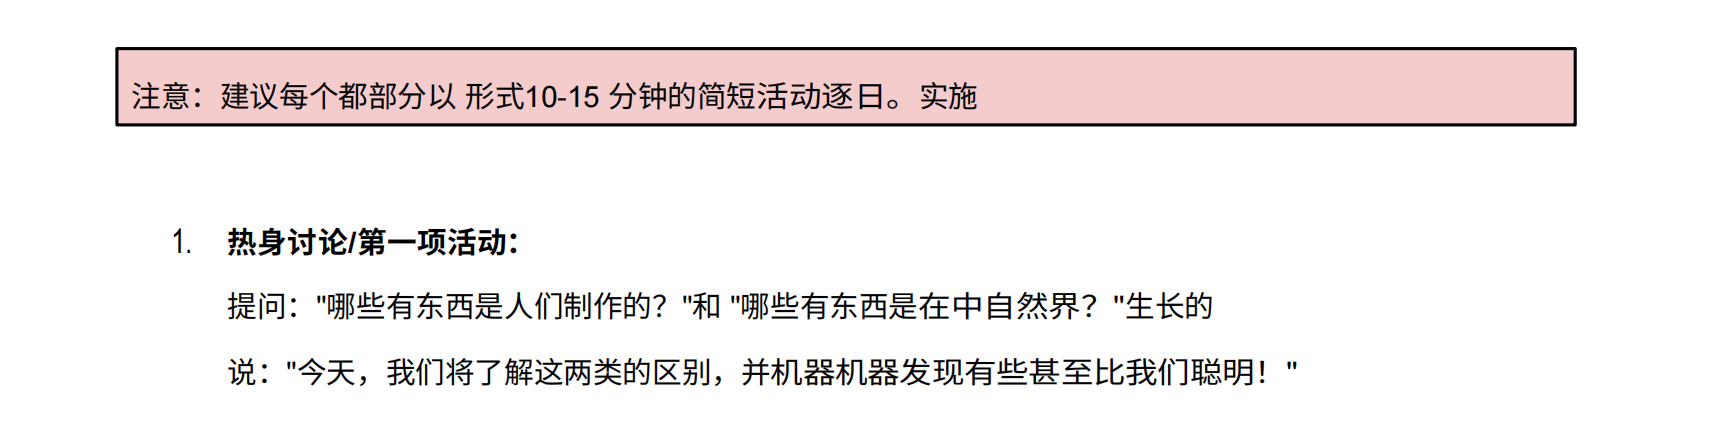 注意：建议每个都部分以 形式10-15 分钟的简短活动逐日。实施
1. 热身讨论/第一项活动：
提问："哪些有东西是人们制作的？"和 "哪些有东西是在中自然界？"生长的
说："今天，我们将了解这两类的区别，并机器机器发现有些甚至比我们聪明！"